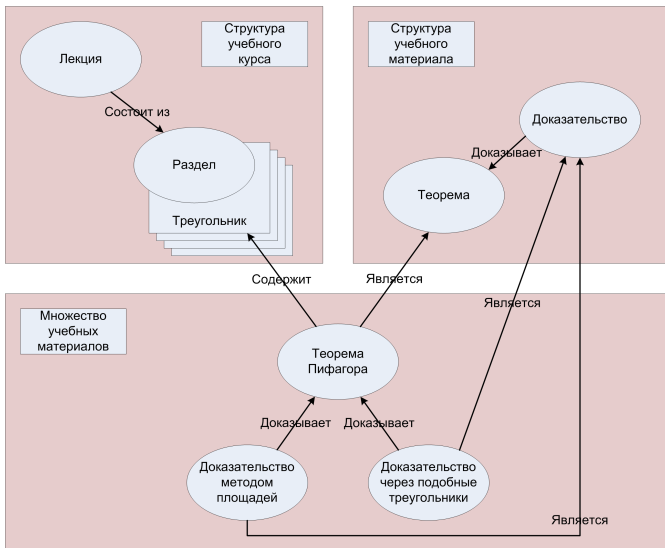 Структура
учебного
курса
Лекция
Состоит из
Раздел
Треугольник
Структура
учебного
материала
Доказательство
Доказывает
Теорема
Содержит
Является
Является
Множество
учебных
материалов
Теорема
Пифагора
Доказывает
Доказывает
Доказательство
методом
площадей
Доказательство
через подобные
треугольники
Является